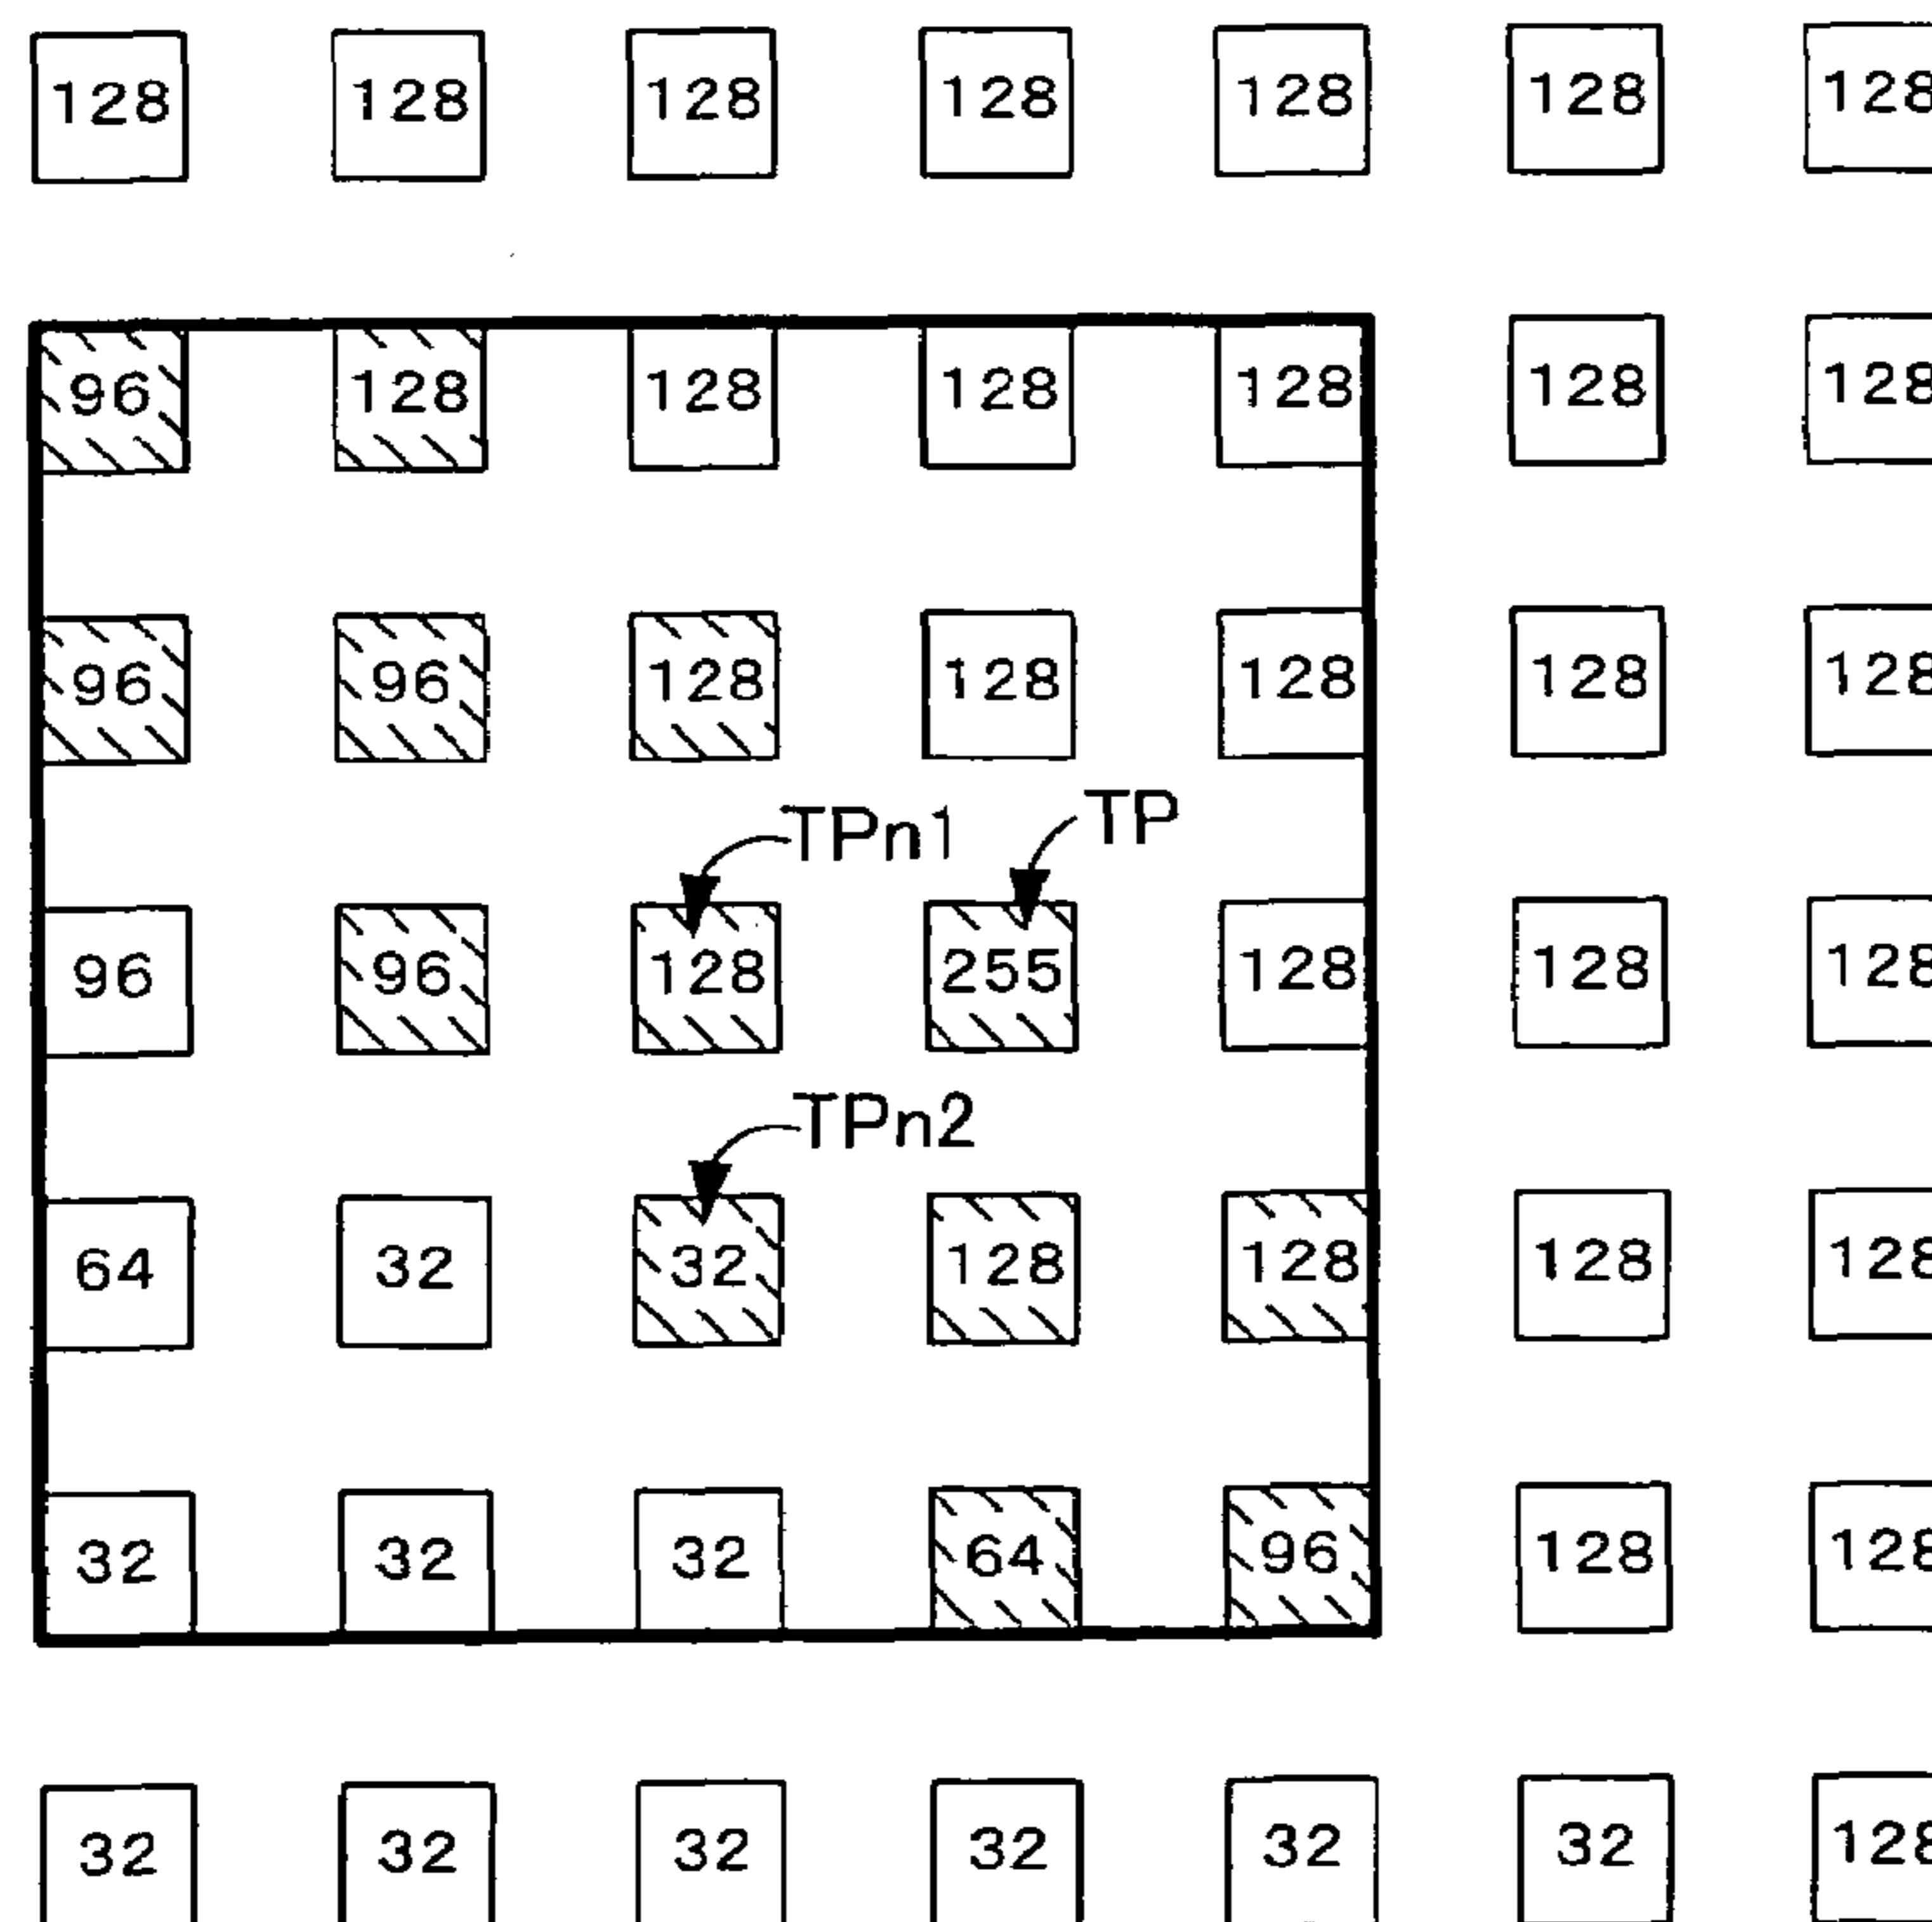 128 128 128 128 128 128 128
96 128 128 128 128 128 128
96 96 128 128 128 128 128
TPn1 TP
96 96 128 255 128 128 128
TPn2
64 32 32 128 128 128 128
32 32 32 64 96 128 128
32 32 32 32 32 32 128